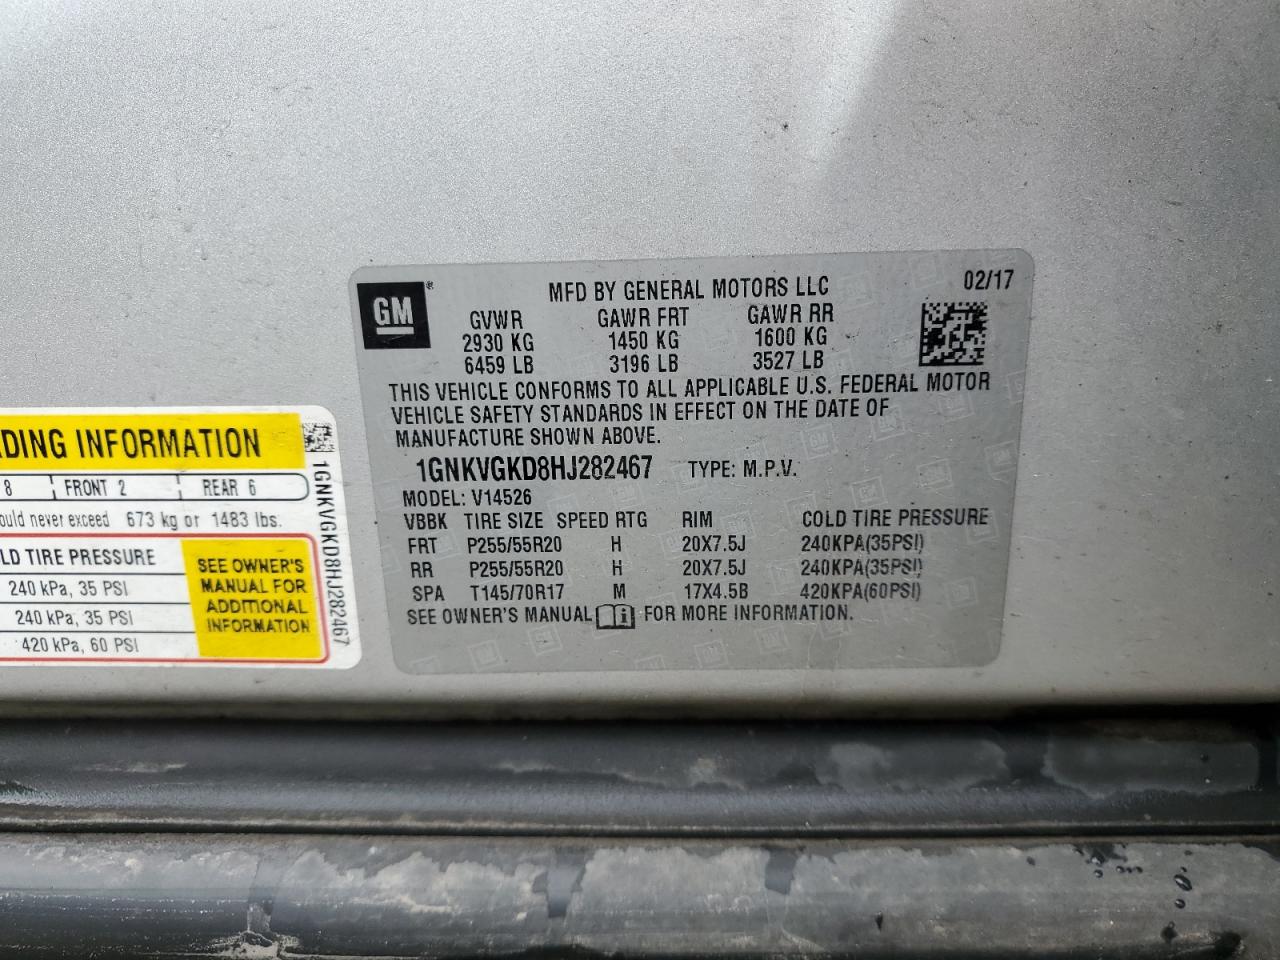 GM
®
MFD BY GENERAL MOTORS LLC
02/17
GVWR GAWR FRT GAWR RR
2930 KG 1450 KG 1600 KG
6459 LB 3196 LB 3527 LB
THIS VEHICLE CONFORMS TO ALL APPLICABLE U.S. FEDERAL MOTOR
VEHICLE SAFETY STANDARDS IN EFFECT ON THE DATE OF
MANUFACTURE SHOWN ABOVE.
1GNKVGKD8HJ282467 TYPE: M.P.V.
MODEL: V14526
VBBK TIRE SIZE SPEED RTG RIM COLD TIRE PRESSURE
FRT P255/55R20 H 20X7.5J 240KPA(35PSI)
RR P255/55R20 H 20X7.5J 240KPA(35PSI)
SPA T145/70R17 M 17X4.5B 420KPA(60PSI)
SEE OWNER'S MANUAL i FOR MORE INFORMATION.
DING INFORMATION
8 FRONT 2 REAR 6
ould never exceed 673 kg or 1483 lbs.
LD TIRE PRESSURE
240 kPa, 35 PSI
240 kPa, 35 PSI
420 kPa, 60 PSI
SEE OWNER'S
MANUAL FOR
ADDITIONAL
INFORMATION
1GNKVGKD8HJ282467